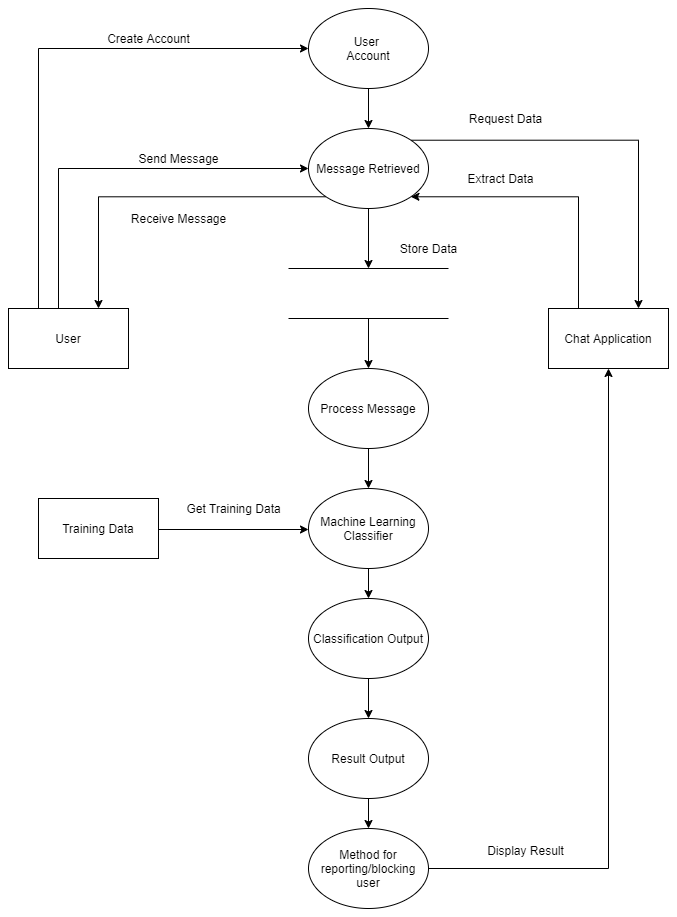 Create Account
User
Account
Request Data
Send Message
Message Retrieved
Extract Data
Receive Message
Store Data
User
Chat Application
Process Message
Get Training Data
Training Data
Machine Learning
Classifier
Classification Output
Result Output
Method for
reporting/blocking
user
Display Result